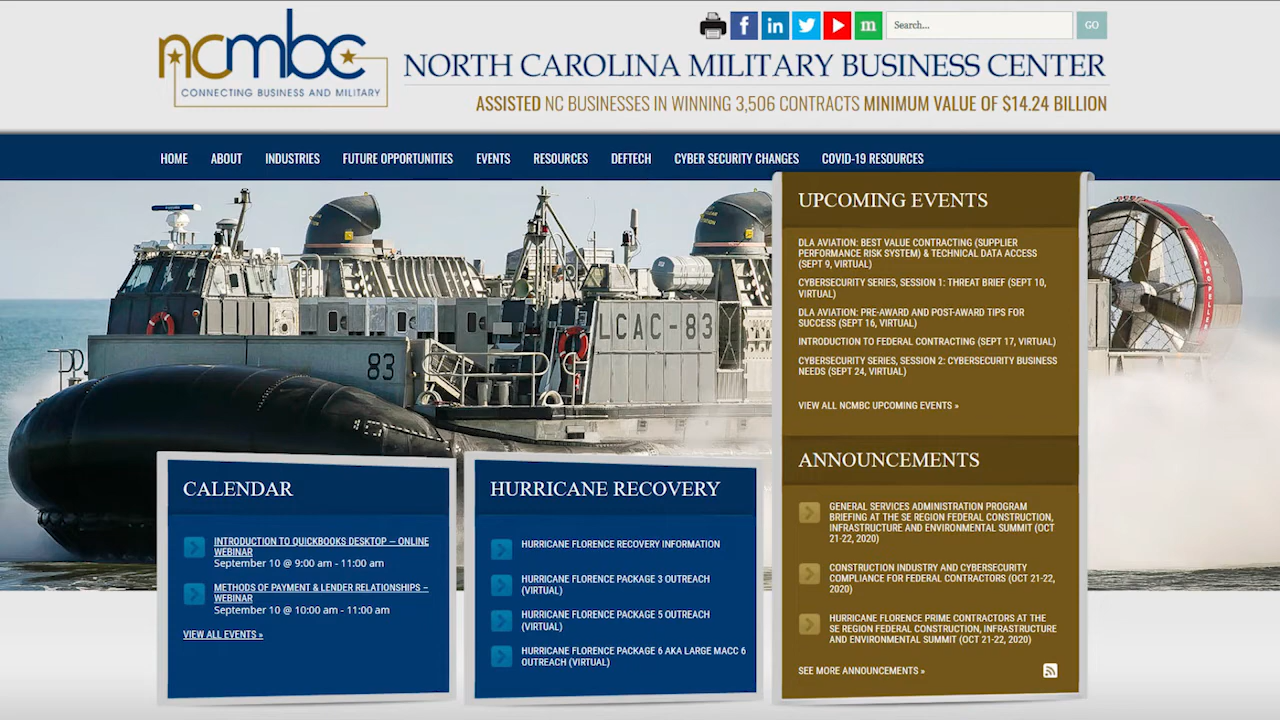 ncmbc
CONNECTING BUSINESS AND MILITARY
f
in
m
Search...
GO
NORTH CAROLINA MILITARY BUSINESS CENTER
ASSISTED NC BUSINESSES IN WINNING 3,506 CONTRACTS MINIMUM VALUE OF $14.24 BILLION
HOME ABOUT INDUSTRIES FUTURE OPPORTUNITIES EVENTS RESOURCES DEFTECH CYBER SECURITY CHANGES COVID-19 RESOURCES
LCAC-83
83
PROPELLER
UPCOMING EVENTS
DLA AVIATION: BEST VALUE CONTRACTING (SUPPLIER
PERFORMANCE RISK SYSTEM) & TECHNICAL DATA ACCESS
(SEPT 9, VIRTUAL)
CYBERSECURITY SERIES, SESSION 1: THREAT BRIEF (SEPT 10,
VIRTUAL)
DLA AVIATION: PRE-AWARD AND POST-AWARD TIPS FOR
SUCCESS (SEPT 16, VIRTUAL)
INTRODUCTION TO FEDERAL CONTRACTING (SEPT 17, VIRTUAL)
CYBERSECURITY SERIES, SESSION 2: CYBERSECURITY BUSINESS
NEEDS (SEPT 24, VIRTUAL)
VIEW ALL NCMBC UPCOMING EVENTS »
CALENDAR
INTRODUCTION TO QUICKBOOKS DESKTOP – ONLINE
WEBINAR
September 10 @ 9:00 am - 11:00 am
METHODS OF PAYMENT & LENDER RELATIONSHIPS –
WEBINAR
September 10 @ 10:00 am - 11:00 am
VIEW ALL EVENTS »
HURRICANE RECOVERY
HURRICANE FLORENCE RECOVERY INFORMATION
HURRICANE FLORENCE PACKAGE 3 OUTREACH
(VIRTUAL)
HURRICANE FLORENCE PACKAGE 5 OUTREACH
(VIRTUAL)
HURRICANE FLORENCE PACKAGE 6 AKA LARGE MACC 6
OUTREACH (VIRTUAL)
ANNOUNCEMENTS
GENERAL SERVICES ADMINISTRATION PROGRAM
BRIEFING AT THE SE REGION FEDERAL CONSTRUCTION,
INFRASTRUCTURE AND ENVIRONMENTAL SUMMIT (OCT
21-22, 2020)
CONSTRUCTION INDUSTRY AND CYBERSECURITY
COMPLIANCE FOR FEDERAL CONTRACTORS (OCT 21-22,
2020)
HURRICANE FLORENCE PRIME CONTRACTORS AT THE
SE REGION FEDERAL CONSTRUCTION, INFRASTRUCTURE
AND ENVIRONMENTAL SUMMIT (OCT 21-22, 2020)
SEE MORE ANNOUNCEMENTS »